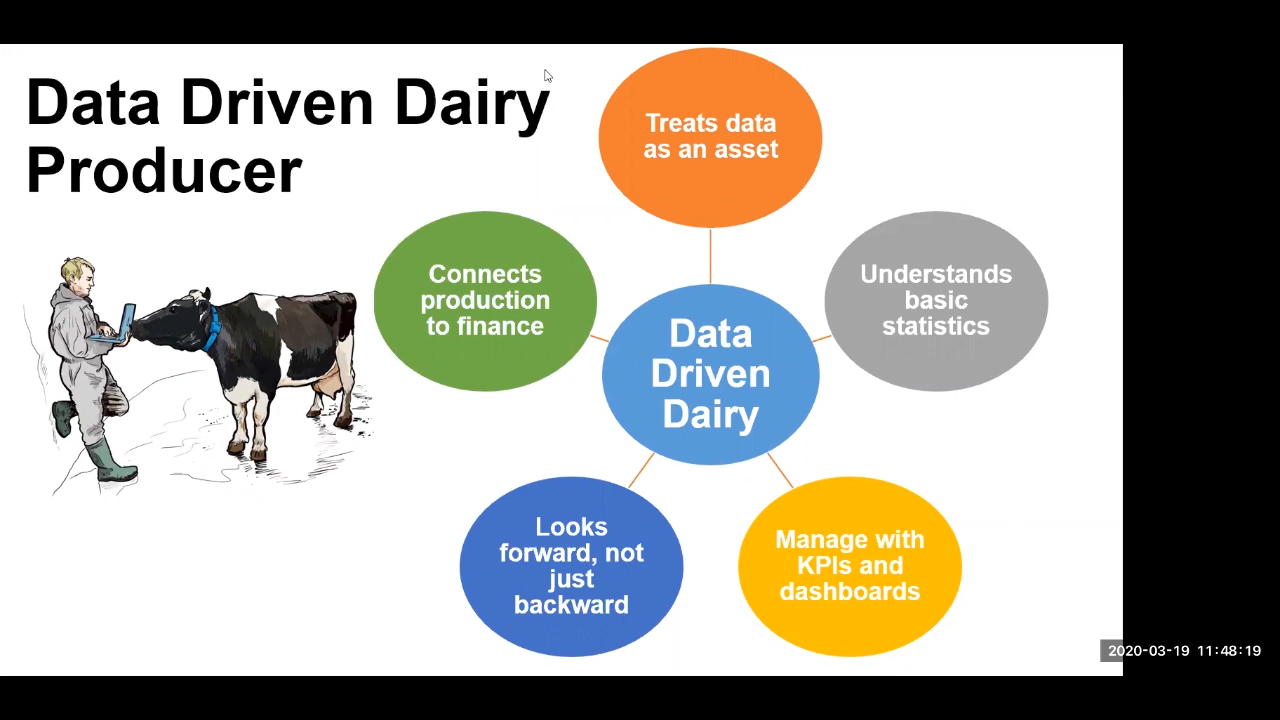 Data Driven Dairy
Producer
Treats data
as an asset
Connects
production
to finance
Understands
basic
statistics
Data
Driven
Dairy
Looks
forward, not
just
backward
Manage with
KPIs and
dashboards
2020-03-19 11:48:19